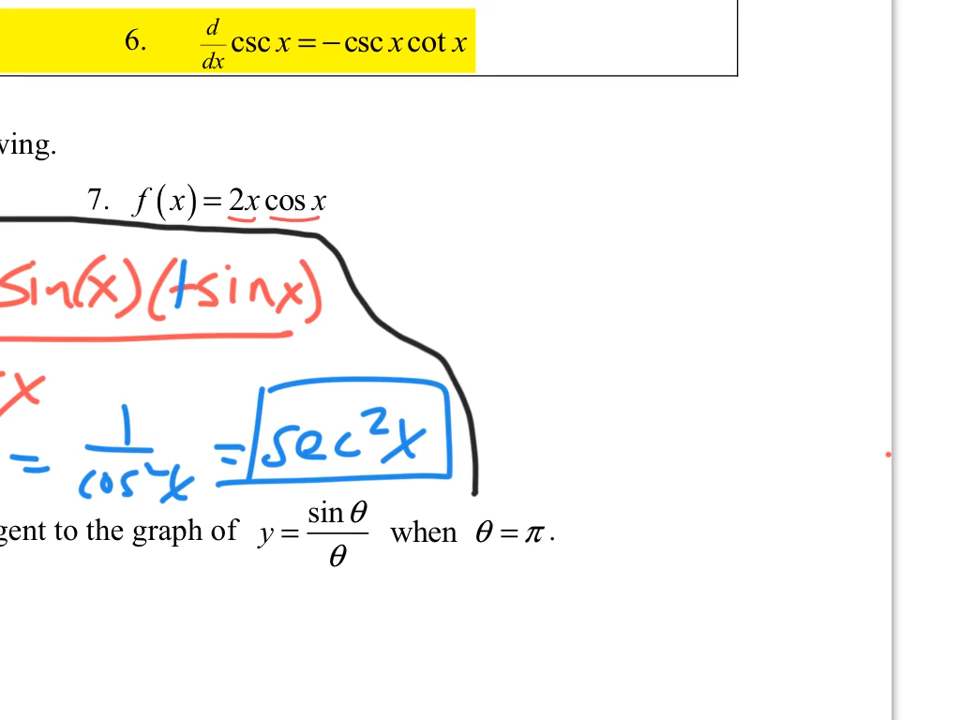 6. d/dx csc x = − csc x cot x
ving.
7. f(x) = 2x cos x
sin(x)(+sinx)
x
= 1/cos²x = sec²x
gent to the graph of y = sin θ/θ when θ = π.